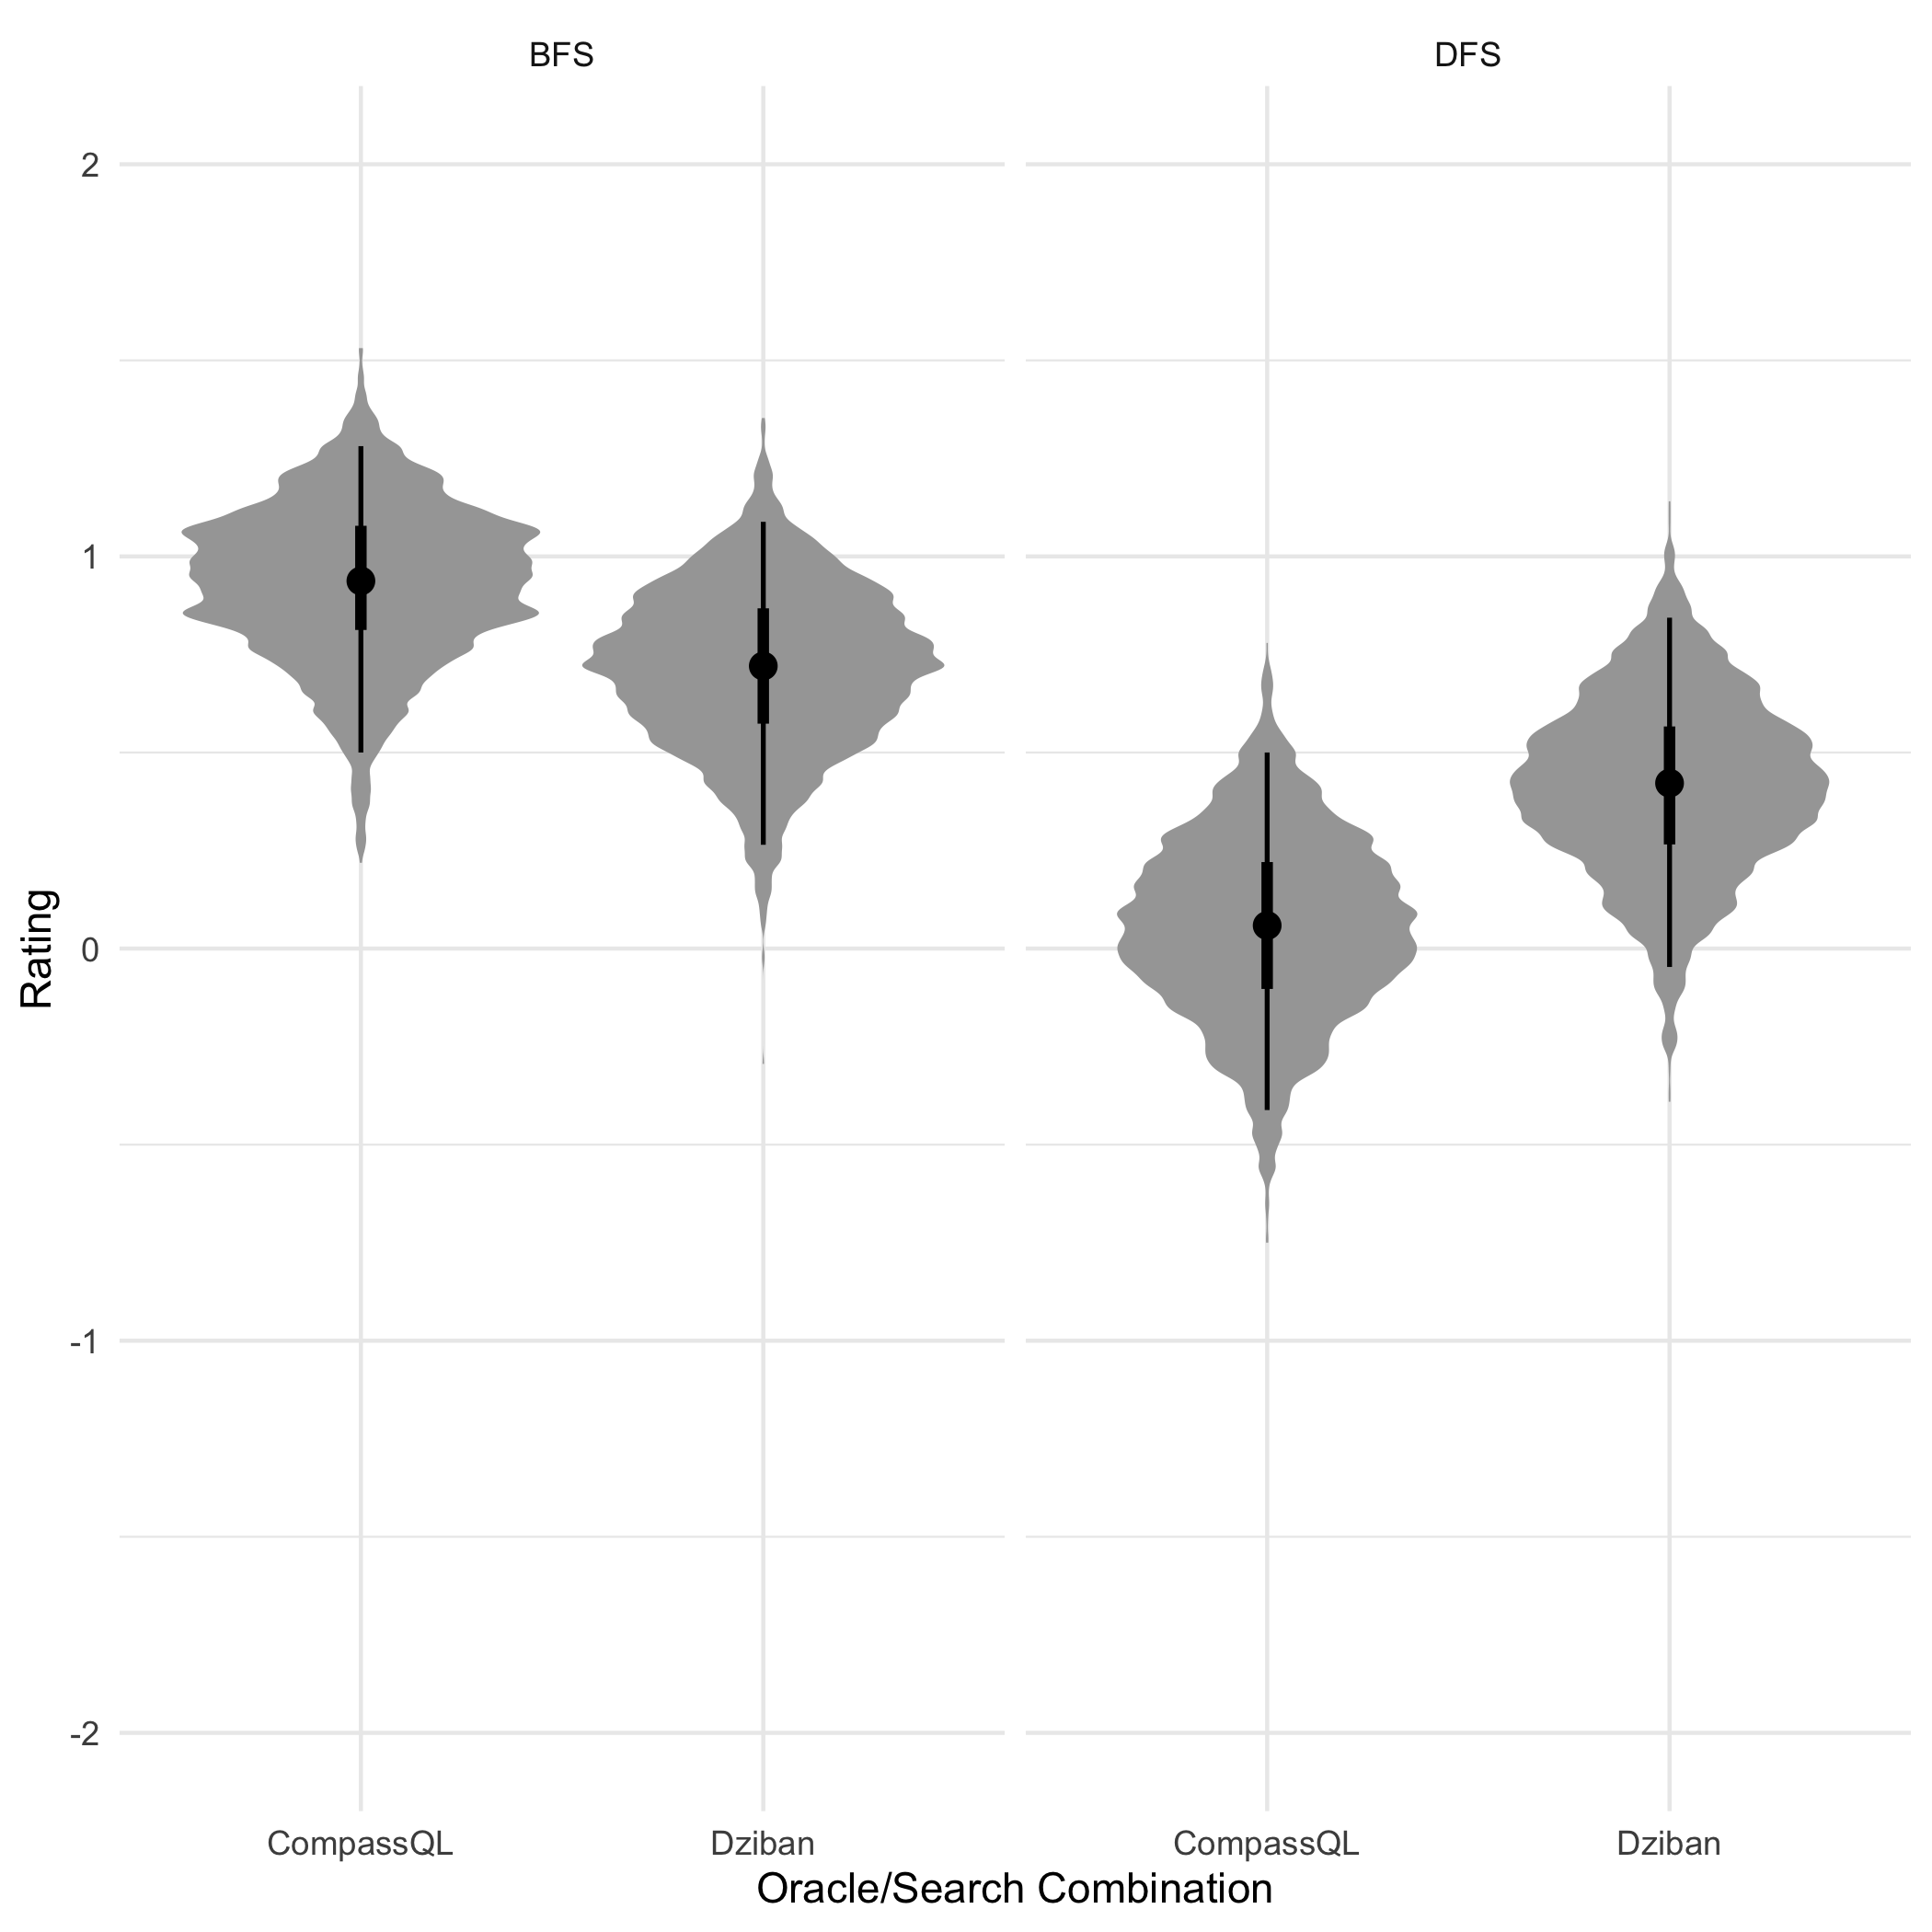 BFS
DFS
2
1
0
-1
-2
Rating
CompassQL
Dziban
CompassQL
Dziban
Oracle/Search Combination